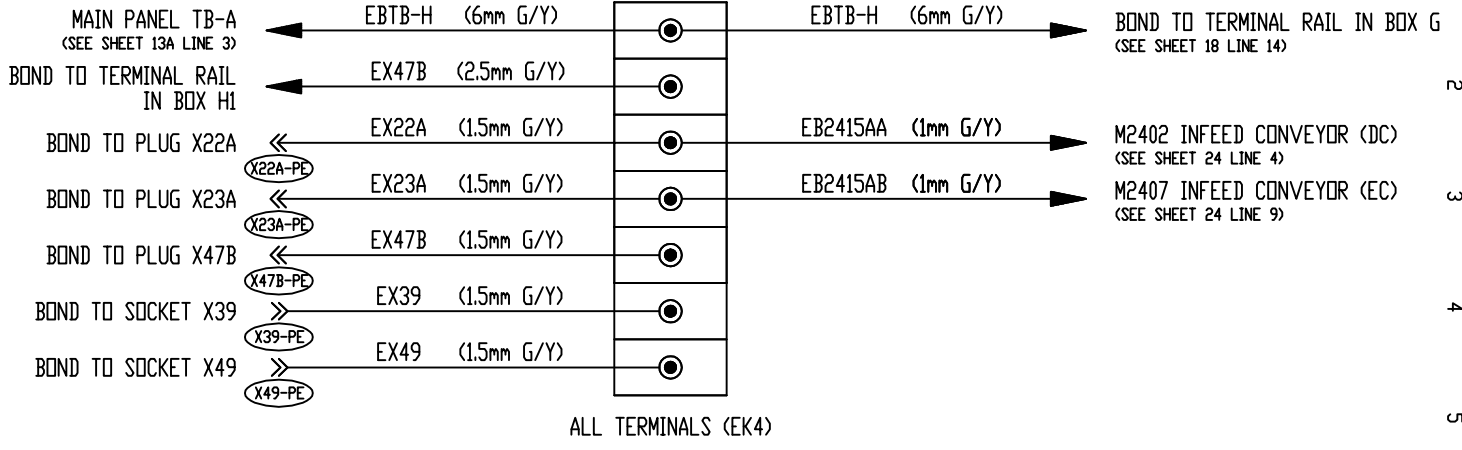 MAIN PANEL TB-A EBTB-H (6mm G/Y) EBTB-H (6mm G/Y) BOND TO TERMINAL RAIL IN BOX G
(SEE SHEET 13A LINE 3) (SEE SHEET 18 LINE 14)
BOND TO TERMINAL RAIL EX47B (2.5mm G/Y) 2
IN BOX H1
BOND TO PLUG X22A EX22A (1.5mm G/Y) EB2415AA (1mm G/Y) M2402 INFEED CONVEYOR (DC)
X22A-PE (SEE SHEET 24 LINE 4)
BOND TO PLUG X23A EX23A (1.5mm G/Y) EB2415AB (1mm G/Y) M2407 INFEED CONVEYOR (EC) 3
X23A-PE (SEE SHEET 24 LINE 9)
BOND TO PLUG X47B EX47B (1.5mm G/Y)
X47B-PE
BOND TO SOCKET X39 EX39 (1.5mm G/Y) 4
X39-PE
BOND TO SOCKET X49 EX49 (1.5mm G/Y)
X49-PE
ALL TERMINALS (EK4) 5